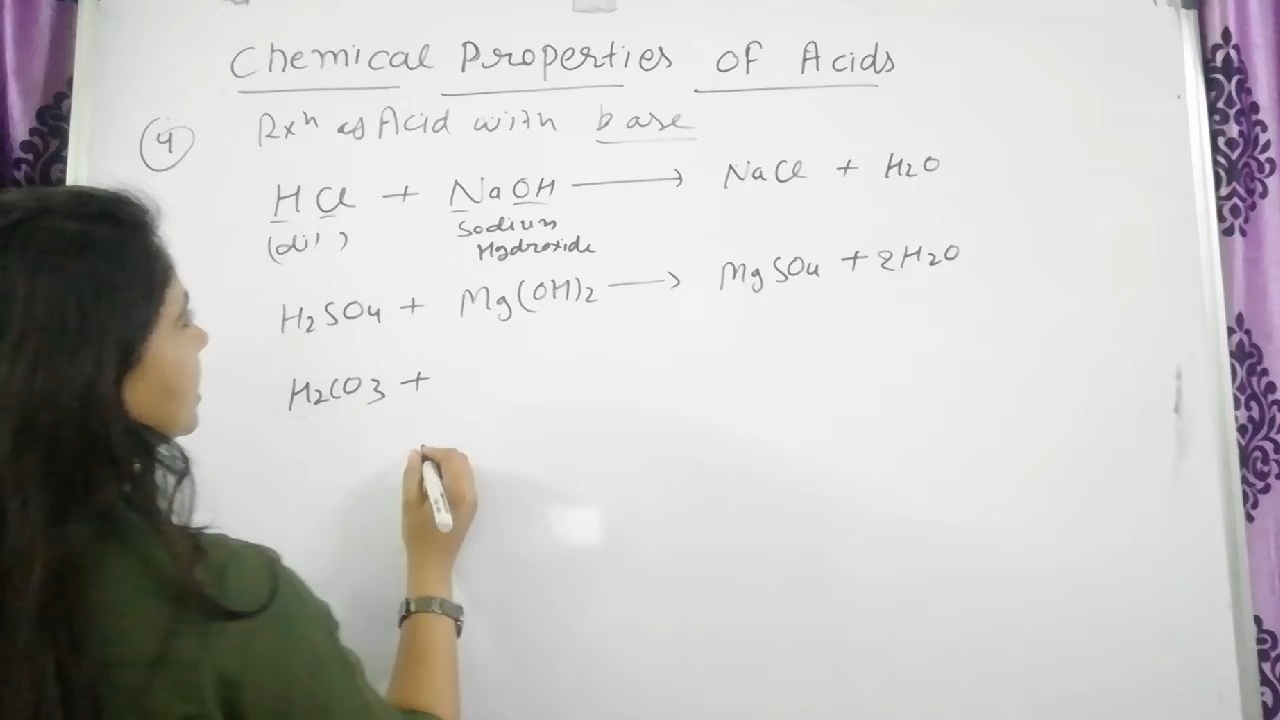 Chemical Properties of Acids
4 Rxn of Acid with base
HCl + NaOH ⟶ NaCl + H2O
(dil) Sodium Hydroxide
H2SO4 + Mg(OH)2 ⟶ MgSO4 + 2H2O
H2CO3 +